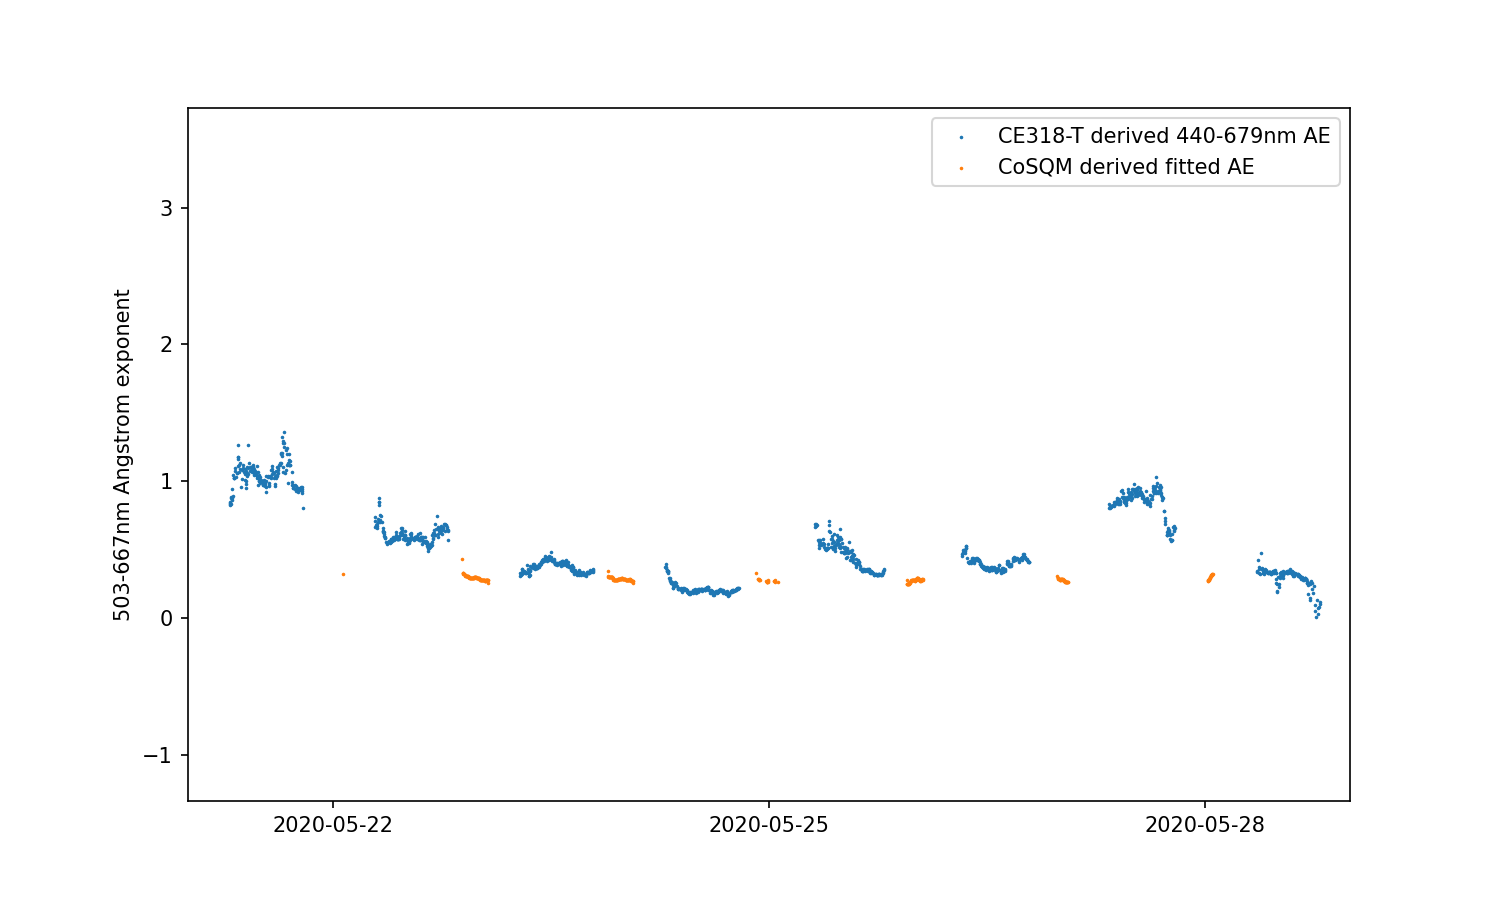 CE318-T derived 440-679nm AE
CoSQM derived fitted AE
503-667nm Angstrom exponent
3
2
1
0
−1
2020-05-22
2020-05-25
2020-05-28